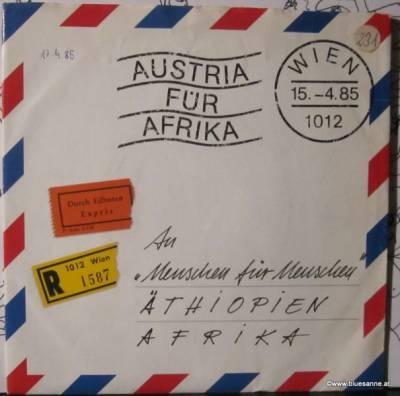 17.4.85
231
AUSTRIA
FÜR
AFRIKA
WIEN
15.-4.85
1012
Durch Eilboten
Exprès
R
1012 Wien
1587
An
„Menschen für Menschen"
ÄTHIOPIEN
AFRIKA
© www.bluesanne.at